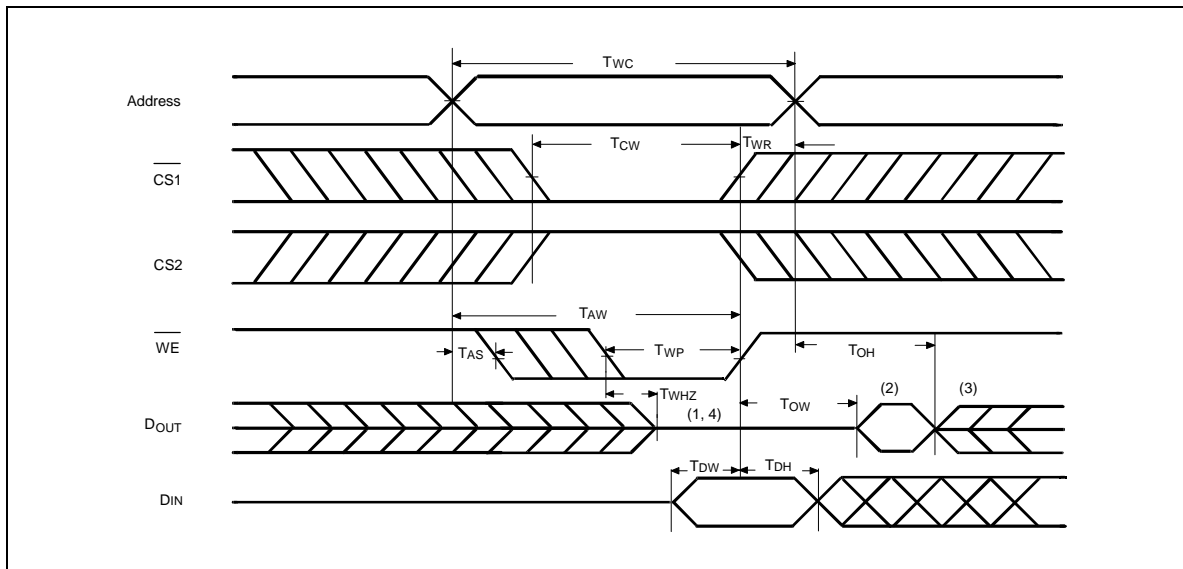 TWC
Address
TCW
TWR
CS1
CS2
TAW
WE
TAS
TWP
TOH
TWHZ
(1, 4)
TOW
(2)
(3)
DOUT
TDW
TDH
DIN